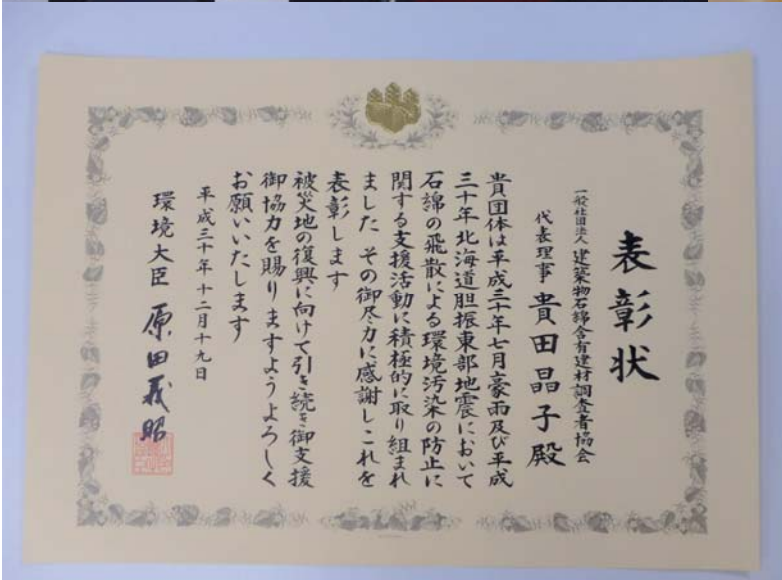 表彰状
一般社団法人 建築物石綿含有建材調査者協会
代表理事 貴田晶子殿
貴団体は平成三十年七月豪雨及び平成
三十年北海道胆振東部地震において
石綿の飛散による環境汚染の防止に
関する支援活動に積極的に取り組まれ
ました その御尽力に感謝しこれを
表彰します
被災地の復興に向けて引き続き御支援
御協力を賜りますようよろしく
お願いいたします
平成三十年十二月十九日
環境大臣 原田義昭